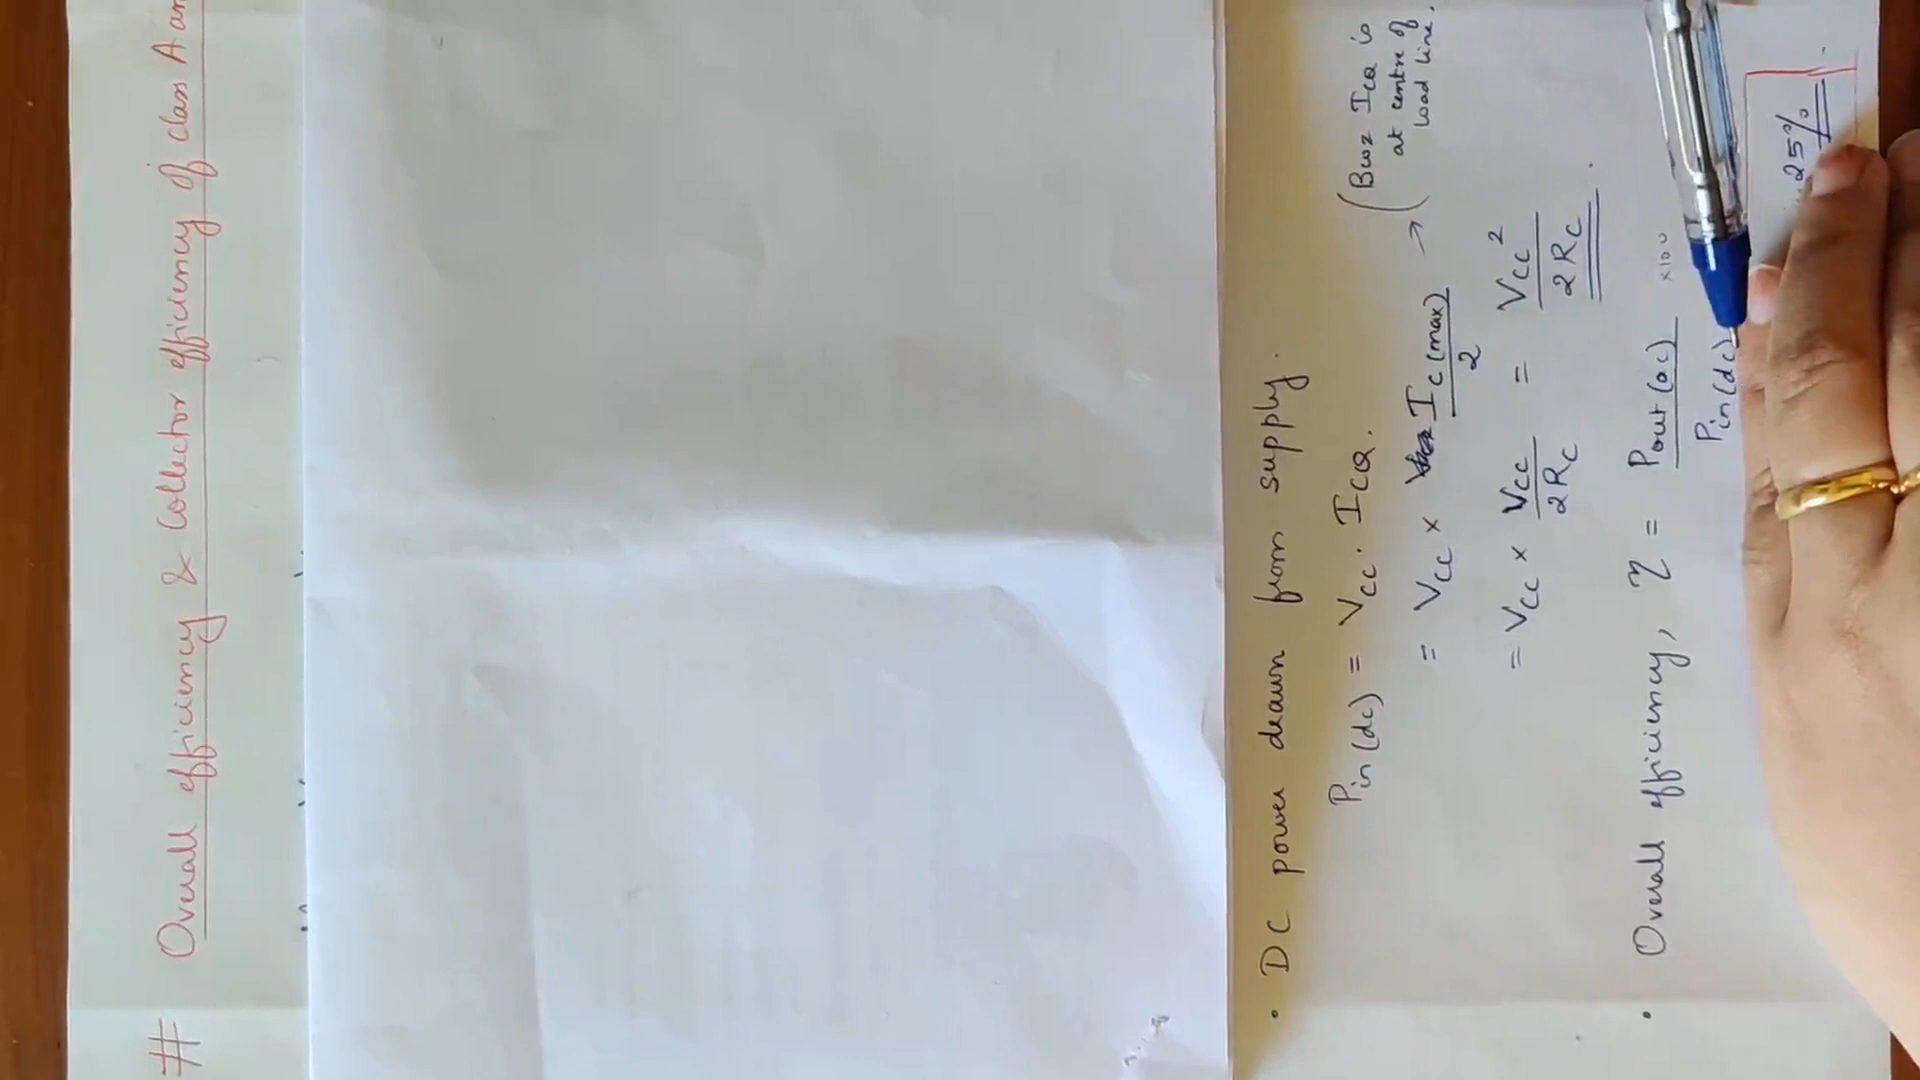 # Overall efficiency & Collector efficiency of class A am
• DC power drawn from supply.
Pin(dc) = Vcc . ICQ.
= Vcc × Ic(max)/2 → (Bcoz ICQ is at centre of load line.
= Vcc × Vcc/2Rc = Vcc²/2Rc .
• Overall efficiency, η = Pout(ac)/Pin(dc) ×100
25%